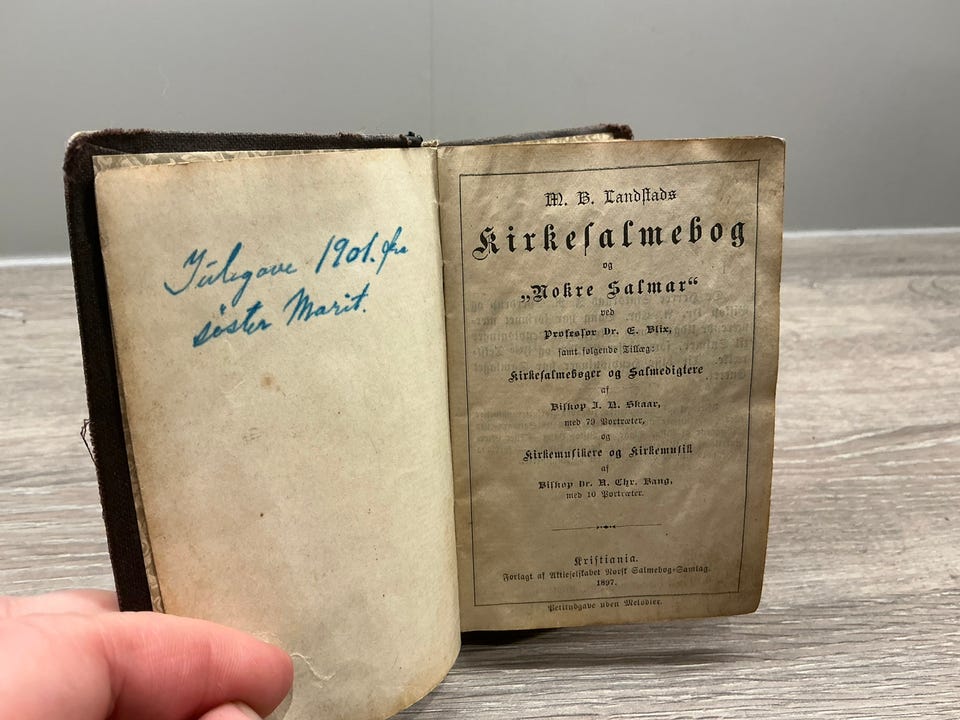 Julegave 1901. fra
søster Marit.
M. B. Landstads
Kirkesalmebog
og
„Nokre Salmar“
ved
Professor Dr. E. Blix,
samt følgende Tillæg:
Kirkesalmebøger og Salmedigtere
af
Biskop J. N. Skaar,
med 79 Portræter,
og
Kirkemusikere og Kirkemusik
af
Biskop Dr. A. Chr. Bang,
med 10 Portræter.
Kristiania.
Forlagt af Aktieselskabet Norsk Salmebog-Samlag.
1897.
Petitudgave uden Melodier.